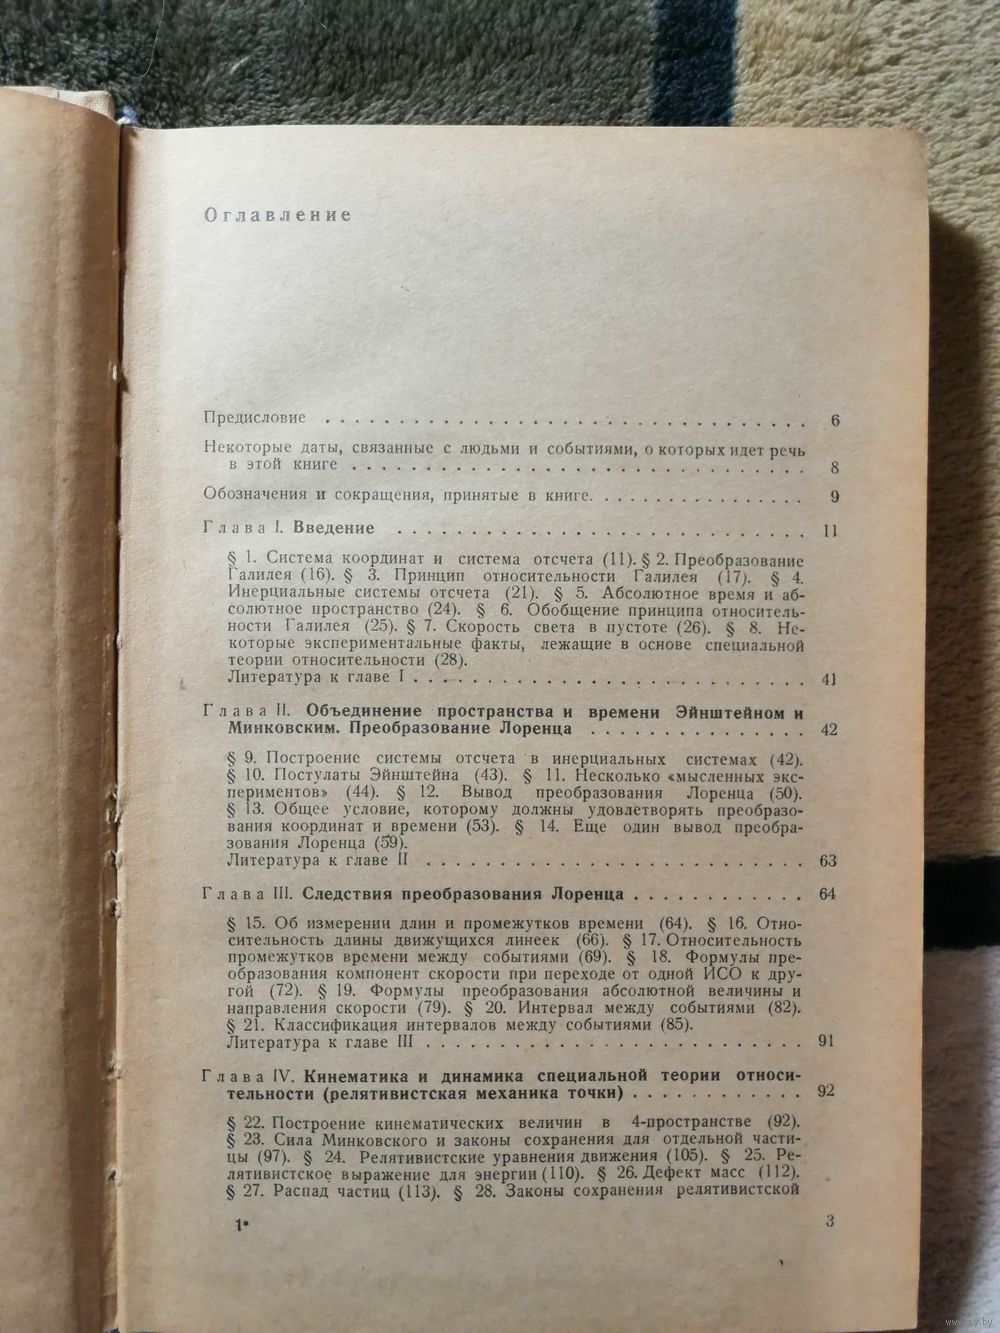 Оглавление
Предисловие . . . . . . . . . . . . . . . . . . . . . . . . . . . . . . 6
Некоторые даты, связанные с людьми и событиями, о которых идет речь
в этой книге . . . . . . . . . . . . . . . . . . . . . . . . . . . . . 8
Обозначения и сокращения, принятые в книге. . . . . . . . . . . . . . 9
Глава I. Введение . . . . . . . . . . . . . . . . . . . . . . . . . . 11
§ 1. Система координат и система отсчета (11). § 2. Преобразование
Галилея (16). § 3. Принцип относительности Галилея (17). § 4.
Инерциальные системы отсчета (21). § 5. Абсолютное время и аб-
солютное пространство (24). § 6. Обобщение принципа относитель-
ности Галилея (25). § 7. Скорость света в пустоте (26). § 8. Не-
которые экспериментальные факты, лежащие в основе специальной
теории относительности (28).
Литература к главе I . . . . . . . . . . . . . . . . . . . . . . . . . 41
Глава II. Объединение пространства и времени Эйнштейном и
Минковским. Преобразование Лоренца . . . . . . . . . . . . . . 42
§ 9. Построение системы отсчета в инерциальных системах (42).
§ 10. Постулаты Эйнштейна (43). § 11. Несколько «мысленных экс-
периментов» (44). § 12. Вывод преобразования Лоренца (50).
§ 13. Общее условие, которому должны удовлетворять преобразо-
вания координат и времени (53). § 14. Еще один вывод преобра-
зования Лоренца (59).
Литература к главе II . . . . . . . . . . . . . . . . . . . . . . . . 63
Глава III. Следствия преобразования Лоренца . . . . . . . . . . . . 64
§ 15. Об измерении длин и промежутков времени (64). § 16. Отно-
сительность длины движущихся линеек (66). § 17. Относительность
промежутков времени между событиями (69). § 18. Формулы пре-
образования компонент скорости при переходе от одной ИСО к дру-
гой (72). § 19. Формулы преобразования абсолютной величины и
направления скорости (79). § 20. Интервал между событиями (82).
§ 21. Классификация интервалов между событиями (85).
Литература к главе III . . . . . . . . . . . . . . . . . . . . . . . . 91
Глава IV. Кинематика и динамика специальной теории относи-
тельности (релятивистская механика точки) . . . . . . . . . . . . 92
§ 22. Построение кинематических величин в 4-пространстве (92).
§ 23. Сила Минковского и законы сохранения для отдельной части-
цы (97). § 24. Релятивистские уравнения движения (105). § 25. Ре-
лятивистское выражение для энергии (110). § 26. Дефект масс (112).
§ 27. Распад частиц (113). § 28. Законы сохранения релятивистской
1* 3